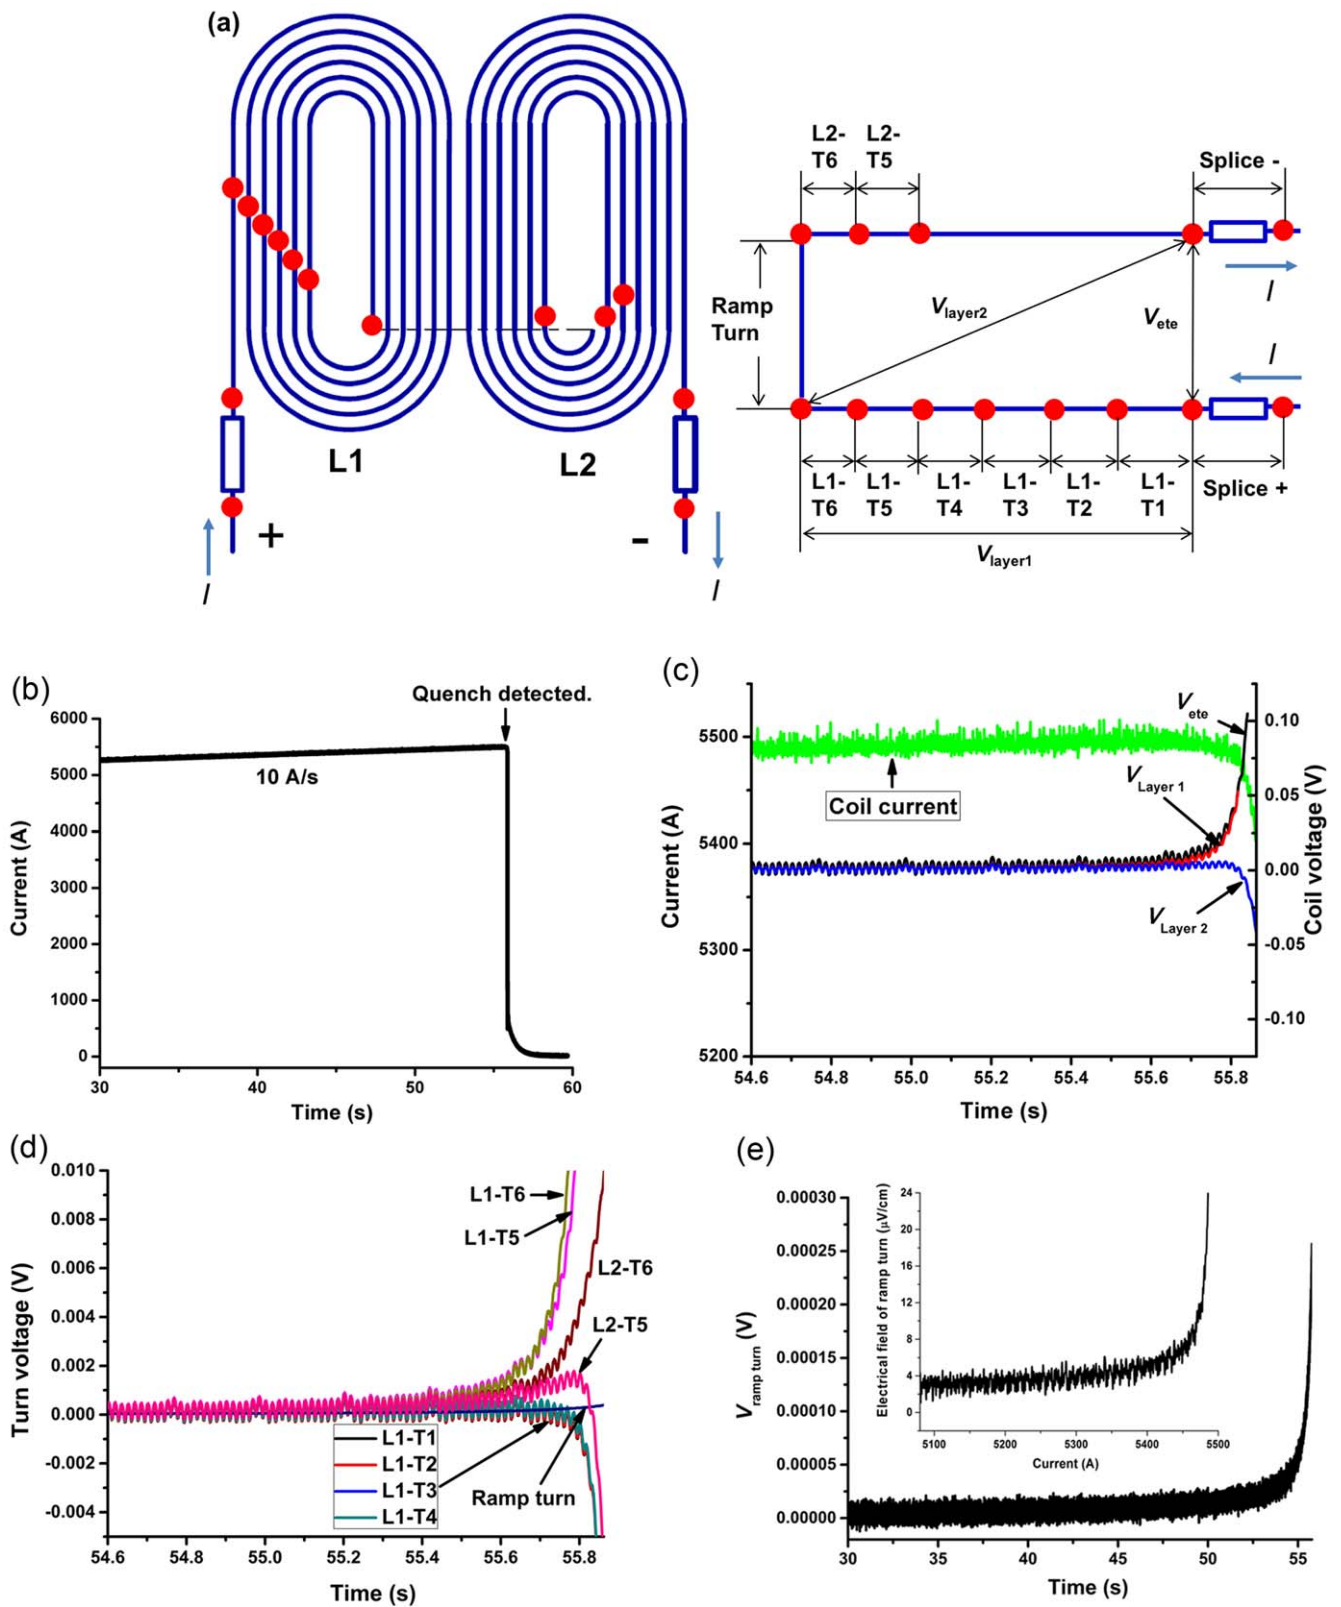 (a)
L1
L2
+
-
I
I
L2-
T6
L2-
T5
Splice -
Ramp
Turn
Vlayer2
Vete
I
I
L1-
T6
L1-
T5
L1-
T4
L1-
T3
L1-
T2
L1-
T1
Splice +
Vlayer1
(b)
Quench detected.
10 A/s
Current (A)
6000
5000
4000
3000
2000
1000
0
30
40
50
60
Time (s)
(c)
Vete
VLayer 1
Coil current
VLayer 2
Current (A)
5500
5400
5300
5200
Coil voltage (V)
0.10
0.05
0.00
-0.05
-0.10
54.6
54.8
55.0
55.2
55.4
55.6
55.8
Time (s)
(d)
Turn voltage (V)
0.010
0.008
0.006
0.004
0.002
0.000
-0.002
-0.004
L1-T6
L1-T5
L2-T6
L2-T5
L1-T1
L1-T2
L1-T3
L1-T4
Ramp turn
54.6
54.8
55.0
55.2
55.4
55.6
55.8
Time (s)
(e)
Vramp turn (V)
0.00030
0.00025
0.00020
0.00015
0.00010
0.00005
0.00000
Electrical field of ramp turn (μV/cm)
24
20
16
12
8
4
0
5100
5200
5300
5400
5500
Current (A)
30
35
40
45
50
55
Time (s)